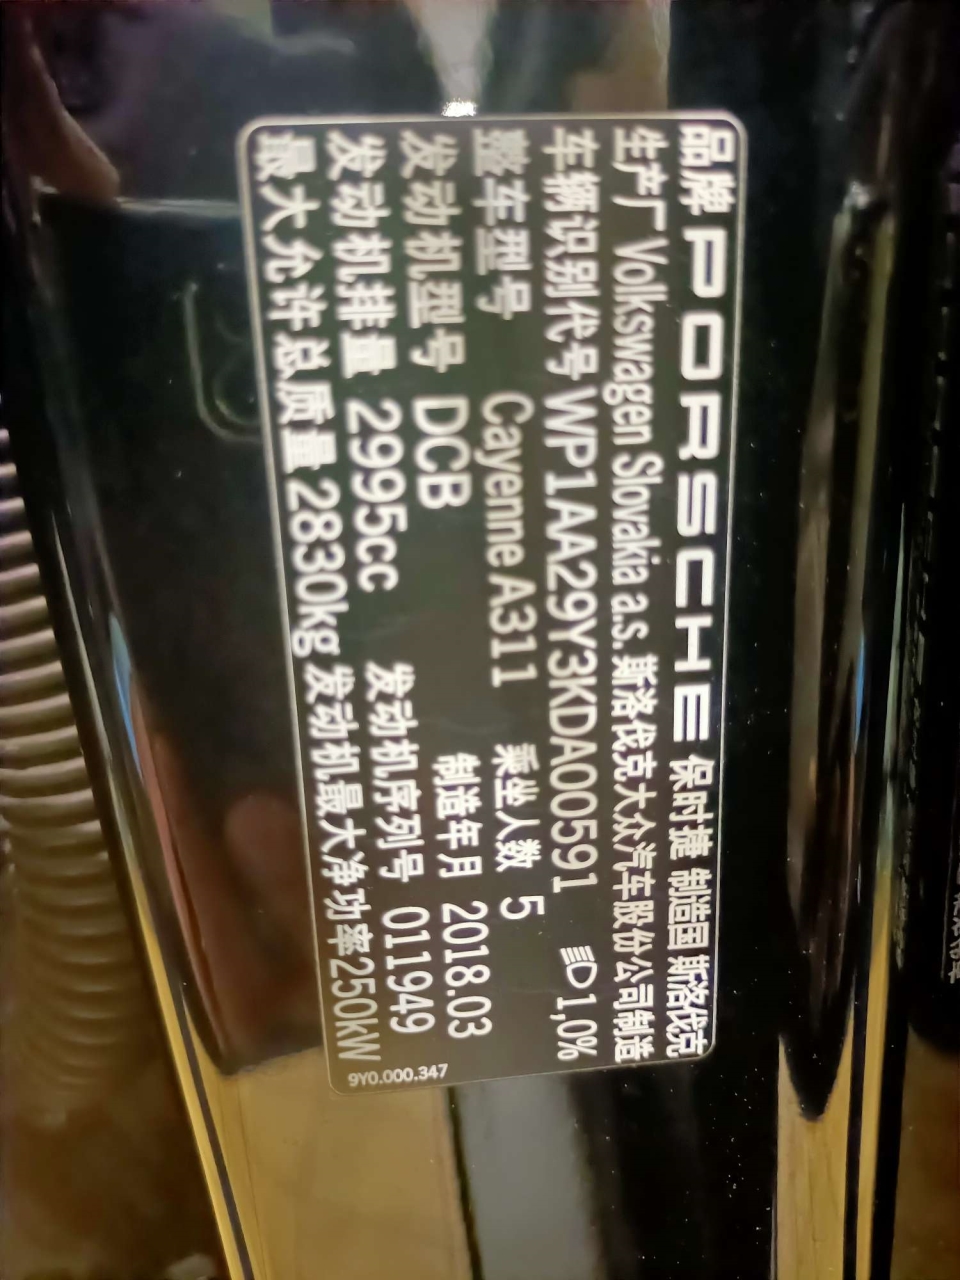 品牌 PORSCHE 保时捷 制造国 斯洛伐克
生产厂 Volkswagen Slovakia a.s. 斯洛伐克大众汽车股份公司制造
车辆识别代号 WP1AA29Y3KDA00591 1,0%
整车型号 Cayenne A311 乘坐人数 5
发动机型号 DCB 制造年月 2018.03
发动机排量 2995cc 发动机序列号 011949
最大允许总质量 2830kg 发动机最大净功率250kW
9Y0.000.347